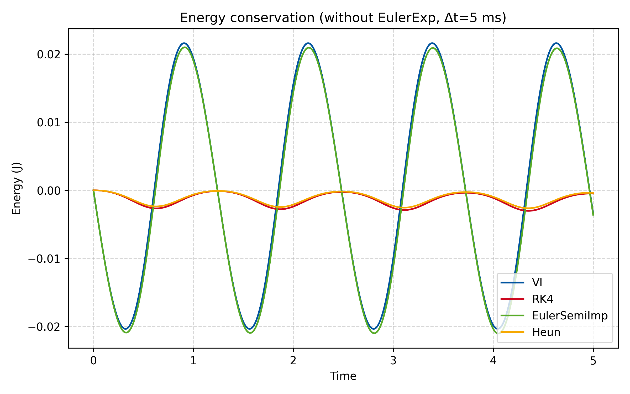 Energy conservation (without EulerExp, Δt=5 ms)
Energy (J)
0.02
0.01
0.00
−0.01
−0.02
0
1
2
3
4
5
Time
VI
RK4
EulerSemiImp
Heun